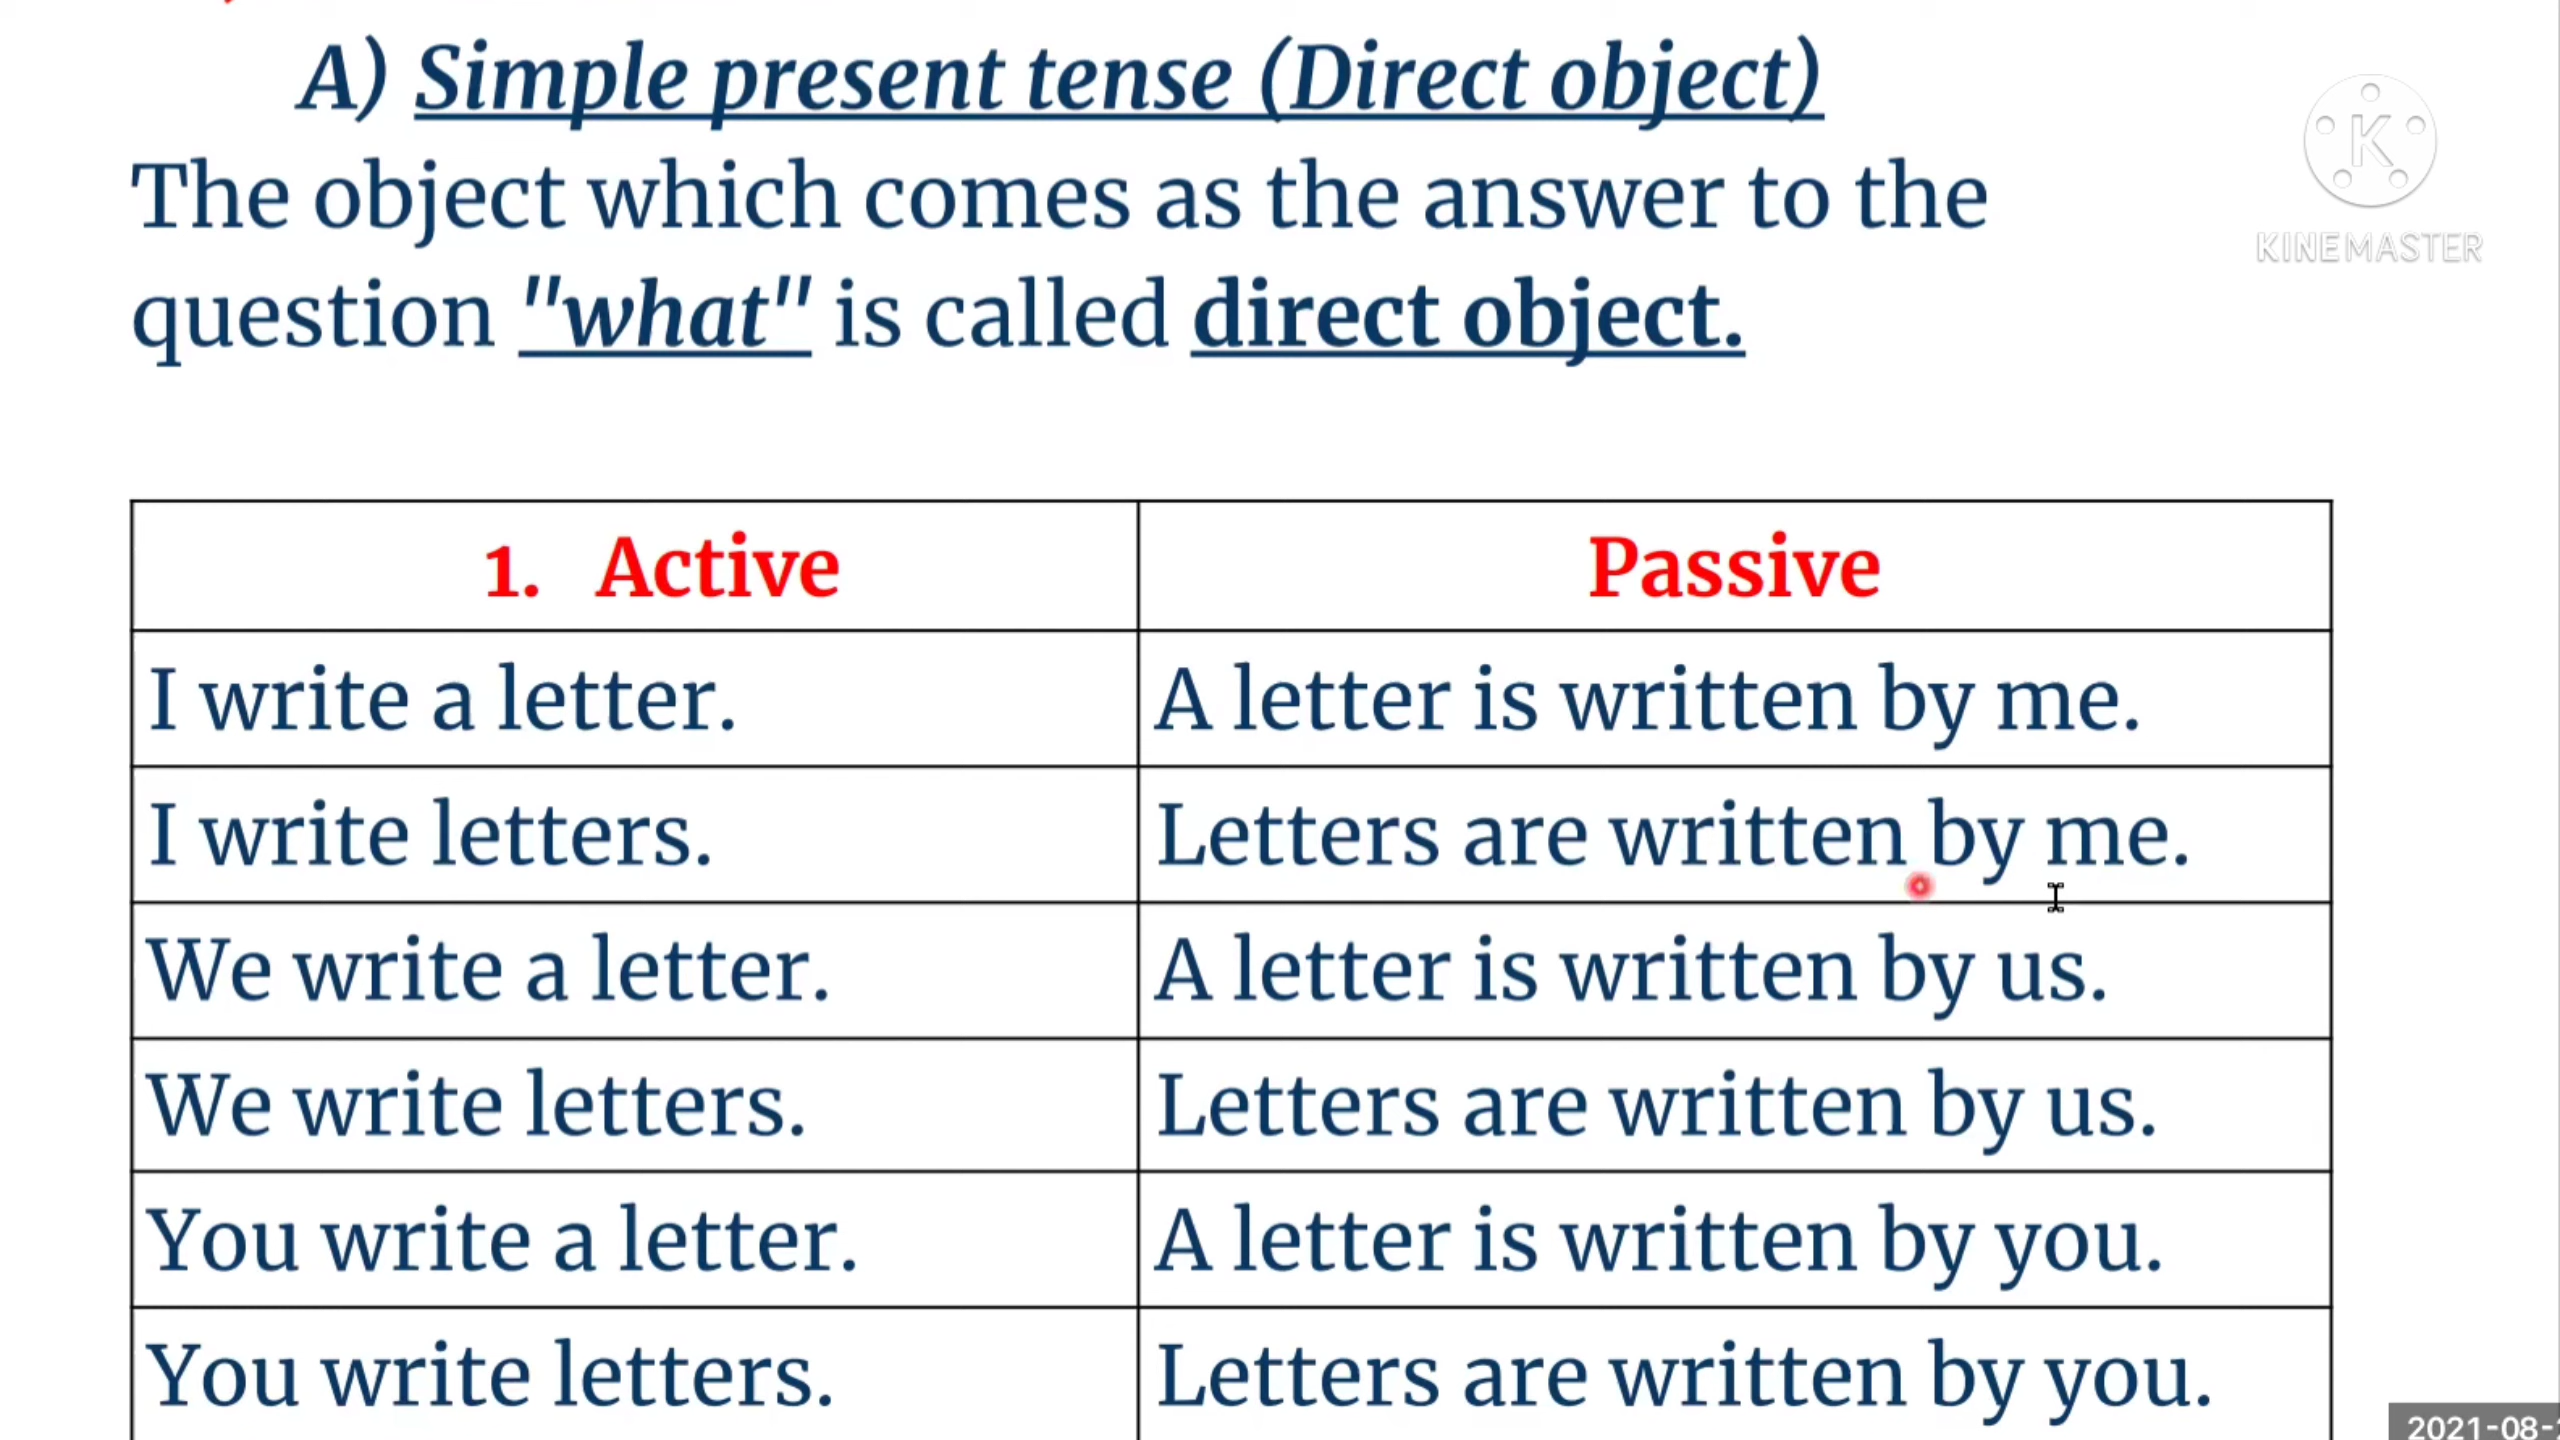 A) Simple present tense (Direct object)
The object which comes as the answer to the
question "what" is called direct object.
KINEMASTER
1. Active Passive
I write a letter. A letter is written by me.
I write letters. Letters are written by me.
We write a letter. A letter is written by us.
We write letters. Letters are written by us.
You write a letter. A letter is written by you.
You write letters. Letters are written by you.
2021-08-